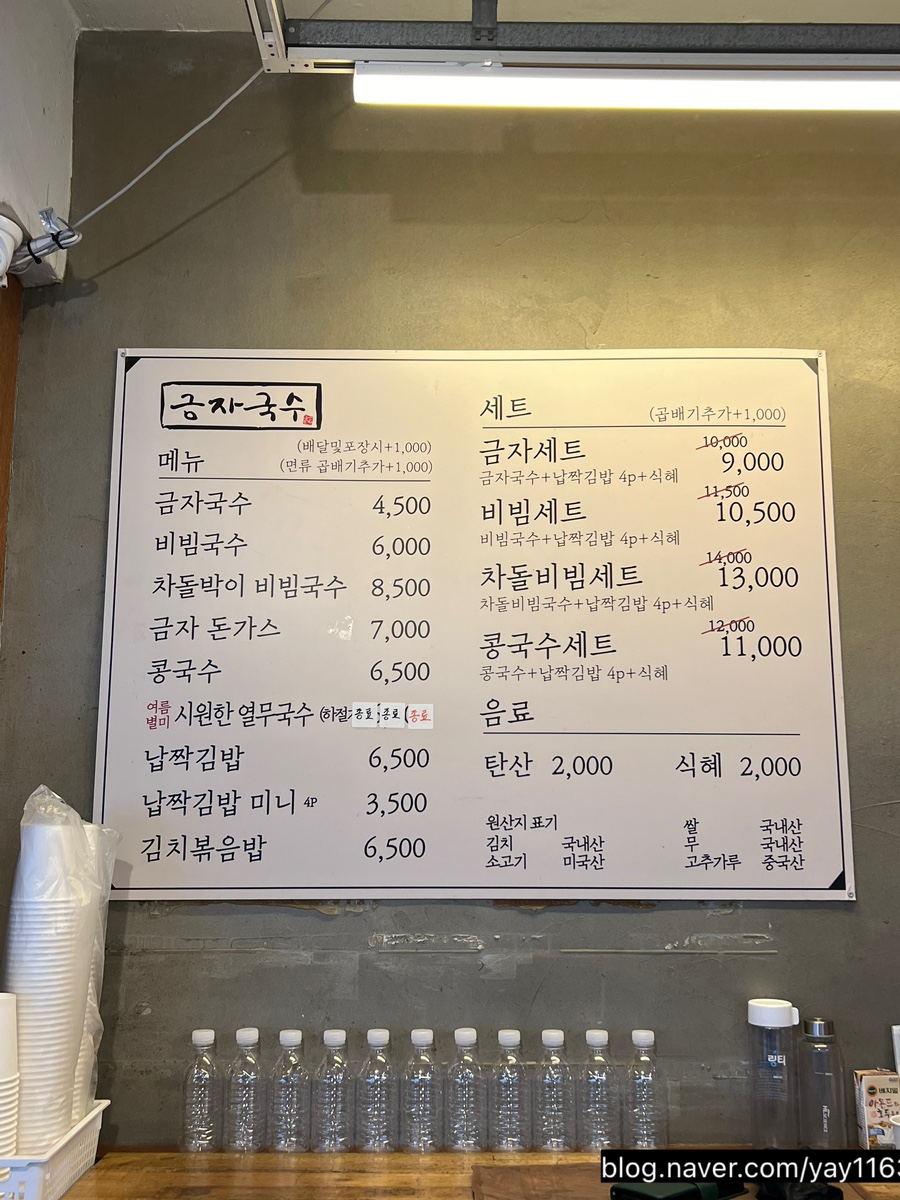 금자국수
메뉴
(배달및포장시+1,000)
(면류 곱배기추가+1,000)
금자국수 4,500
비빔국수 6,000
차돌박이 비빔국수 8,500
금자 돈가스 7,000
콩국수 6,500
여름
별미 시원한 열무국수 (하절 종료 종료 (종료
납짝김밥 6,500
납짝김밥 미니 4P 3,500
김치볶음밥 6,500
세트 (곱배기추가+1,000)
금자세트 10,000 9,000
금자국수+납짝김밥 4p+식혜
비빔세트 11,500 10,500
비빔국수+납짝김밥 4p+식혜
차돌비빔세트 14,000 13,000
차돌비빔국수+납짝김밥 4p+식혜
콩국수세트 12,000 11,000
콩국수+납짝김밥 4p+식혜
음료
탄산 2,000 식혜 2,000
원산지 표기
김치 국내산
소고기 미국산
쌀 국내산
무 국내산
고추가루 중국산
링티
베지밀
blog.naver.com/yay1163